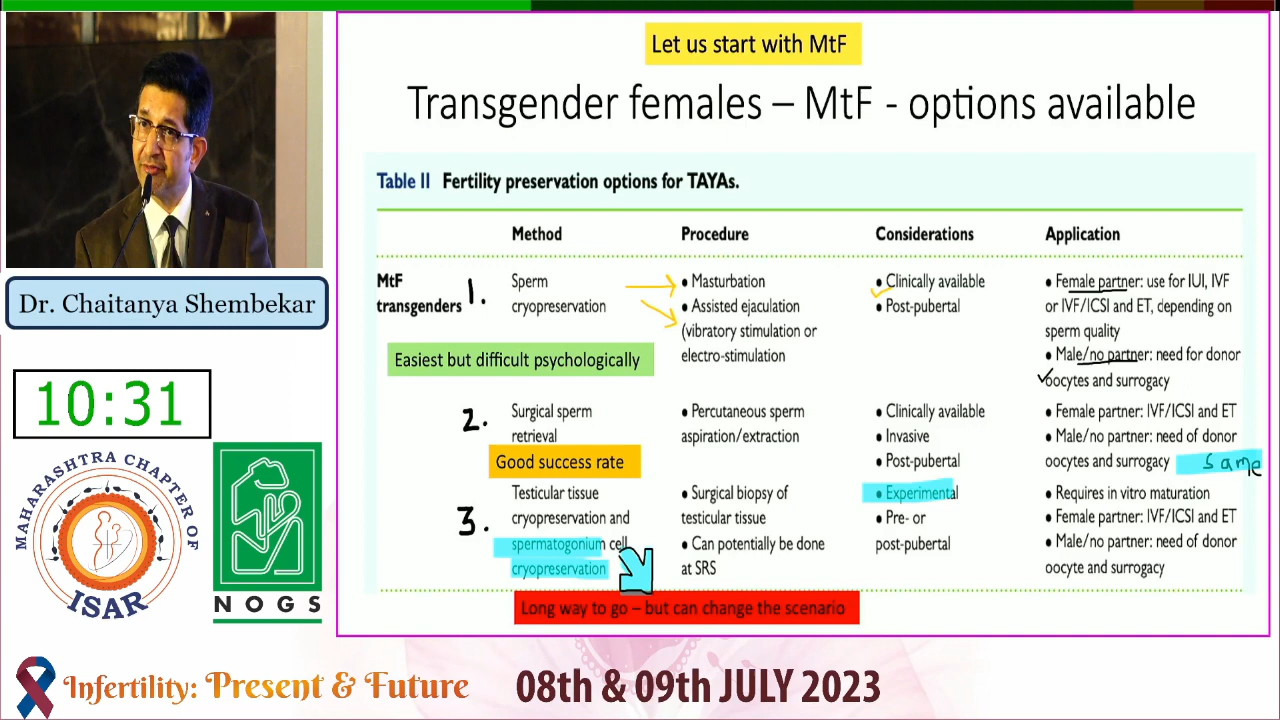 Let us start with MtF
Transgender females – MtF - options available
Table II Fertility preservation options for TAYAs.
Method Procedure Considerations Application
MtF transgenders
1.
Sperm cryopreservation
• Masturbation
• Assisted ejaculation
(vibratory stimulation or
electro-stimulation
• Clinically available
• Post-pubertal
• Female partner: use for IUI, IVF
or IVF/ICSI and ET, depending on
sperm quality
• Male/no partner: need for donor
oocytes and surrogacy
Easiest but difficult psychologically
2.
Surgical sperm
retrieval
• Percutaneous sperm
aspiration/extraction
• Clinically available
• Invasive
• Post-pubertal
• Female partner: IVF/ICSI and ET
• Male/no partner: need of donor
oocytes and surrogacy
same
Good success rate
3.
Testicular tissue
cryopreservation and
spermatogonium cell
cryopreservation
• Surgical biopsy of
testicular tissue
• Can potentially be done
at SRS
• Experimental
• Pre- or
post-pubertal
• Requires in vitro maturation
• Female partner: IVF/ICSI and ET
• Male/no partner: need of donor
oocyte and surrogacy
Long way to go – but can change the scenario
Dr. Chaitanya Shembekar
10:31
MAHARASHTRA CHAPTER OF
ISAR
NOGS
Infertility: Present & Future
08th & 09th JULY 2023